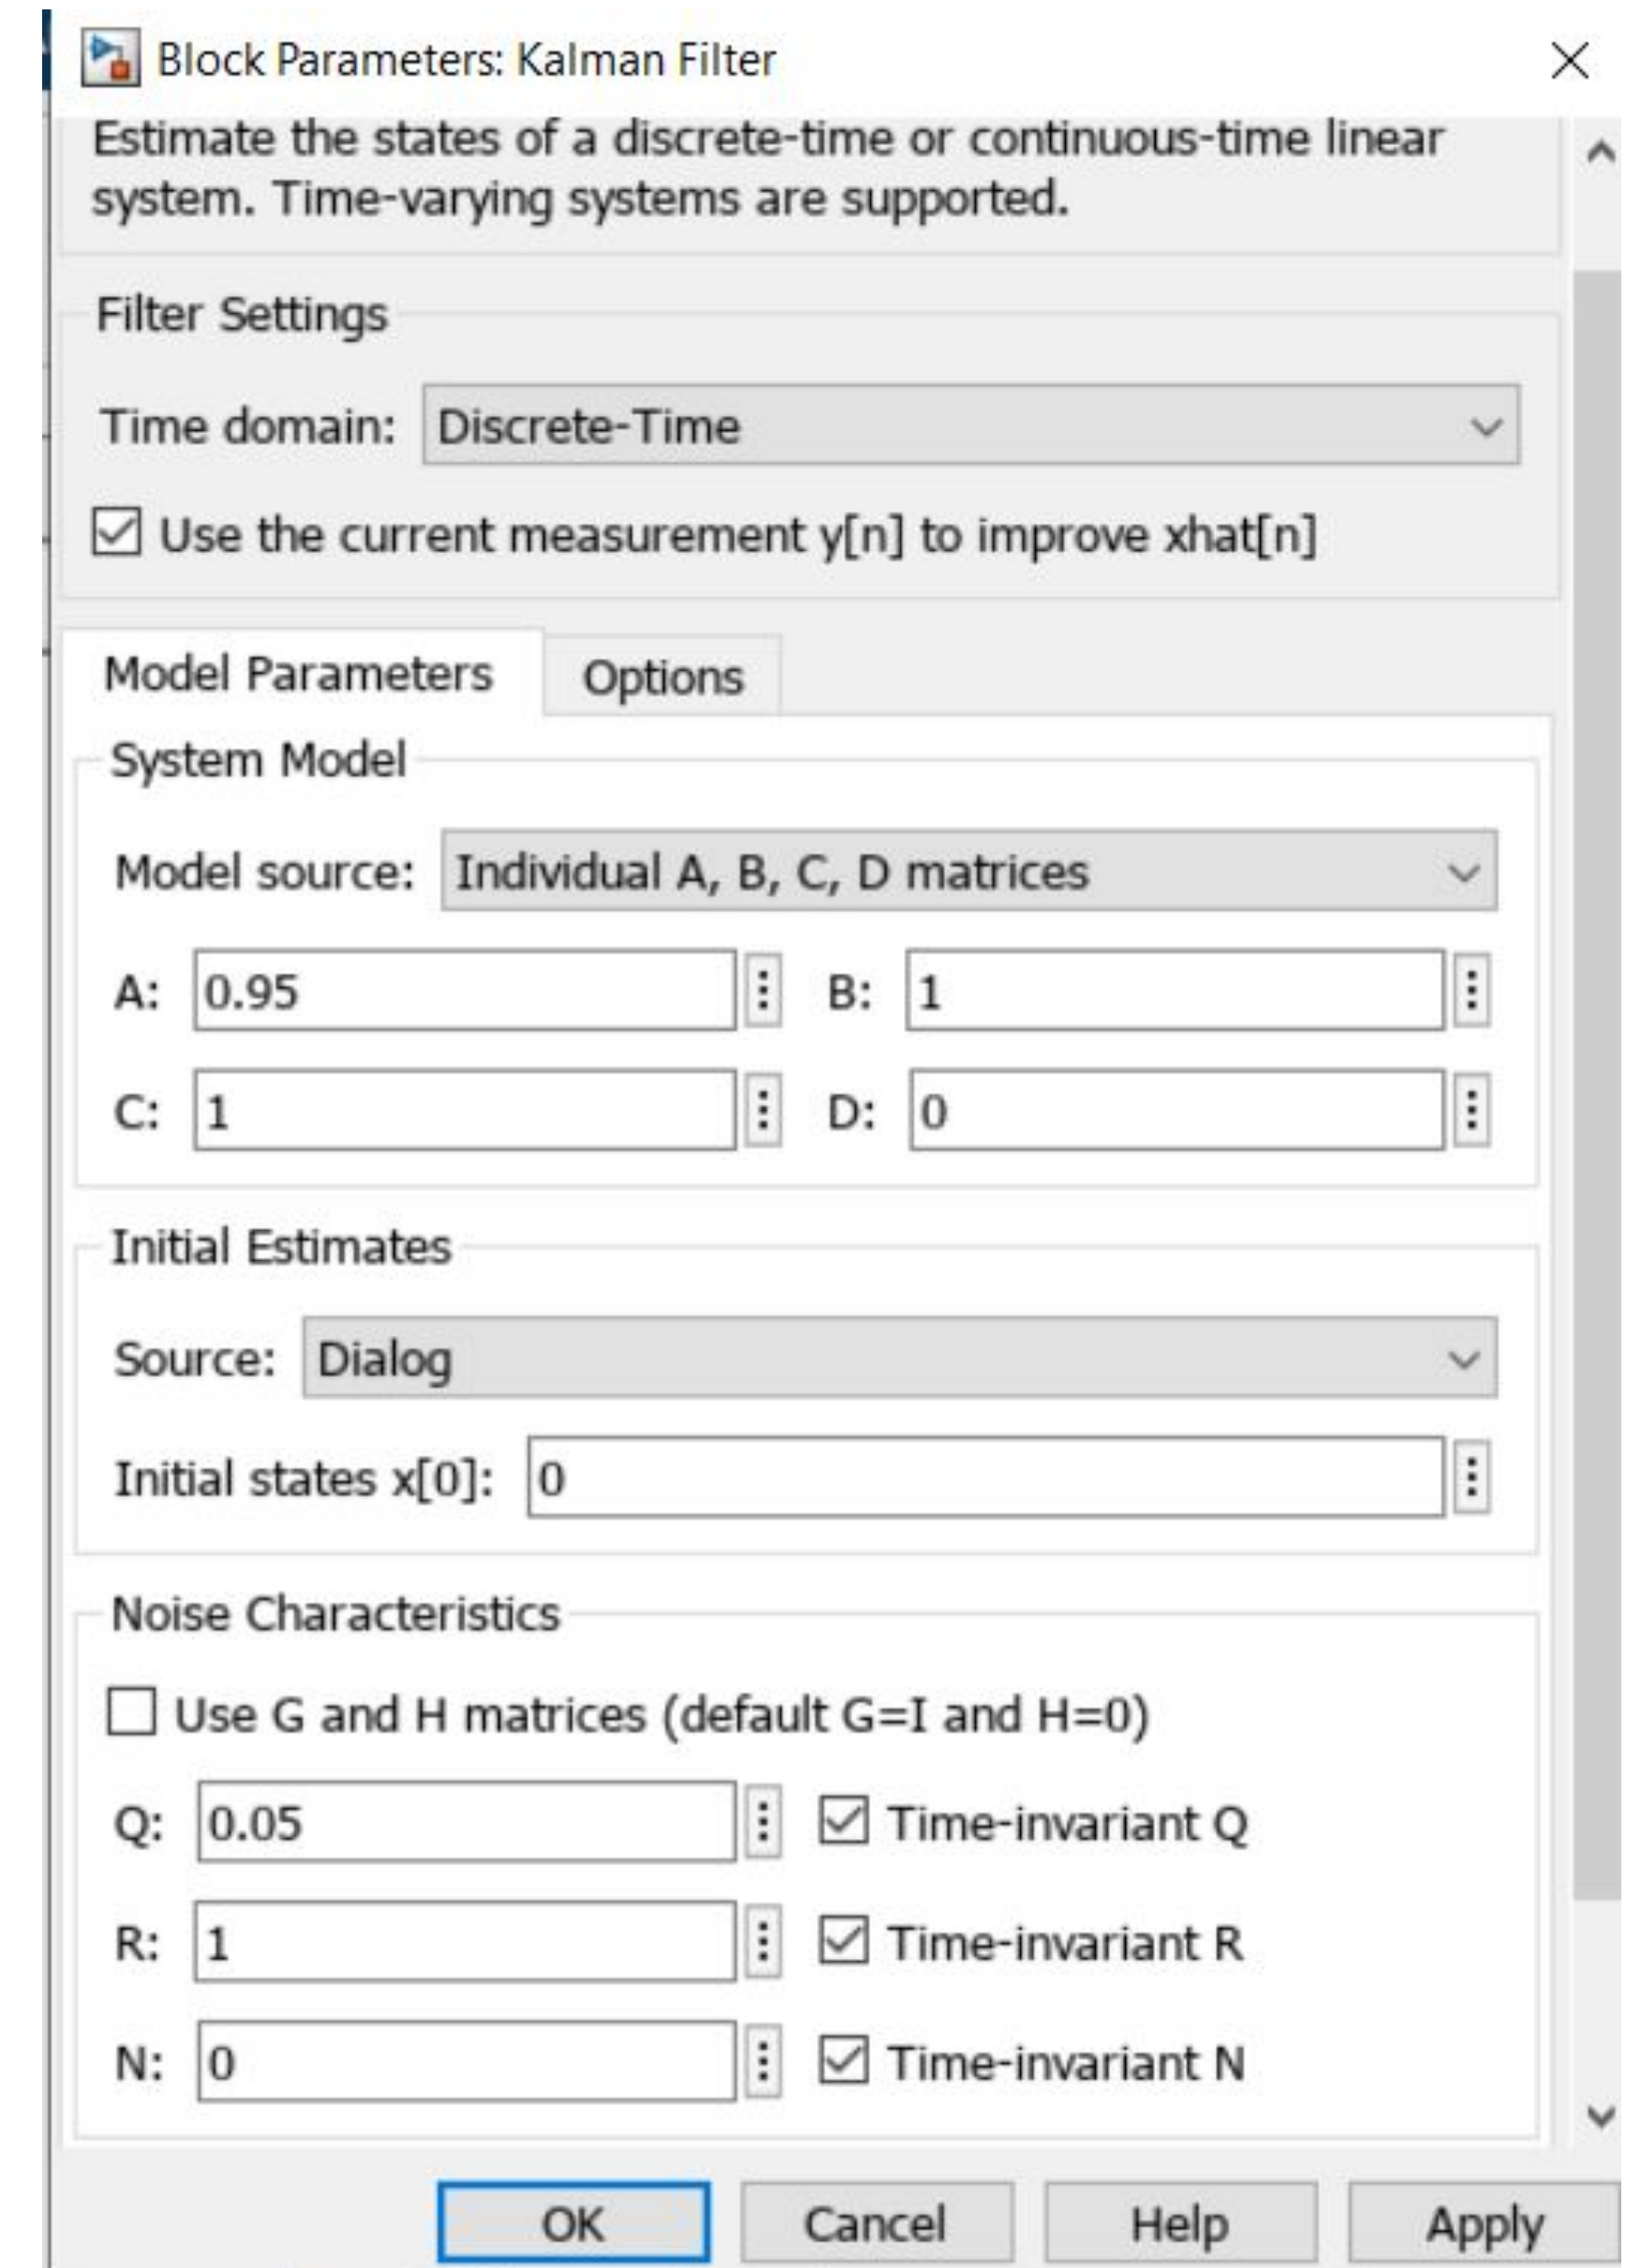 Block Parameters: Kalman Filter
Estimate the states of a discrete-time or continuous-time linear
system. Time-varying systems are supported.
Filter Settings
Time domain: Discrete-Time
Use the current measurement y[n] to improve xhat[n]
Model Parameters Options
System Model
Model source: Individual A, B, C, D matrices
A: 0.95 B: 1
C: 1 D: 0
Initial Estimates
Source: Dialog
Initial states x[0]: 0
Noise Characteristics
Use G and H matrices (default G=I and H=0)
Q: 0.05 Time-invariant Q
R: 1 Time-invariant R
N: 0 Time-invariant N
OK Cancel Help Apply